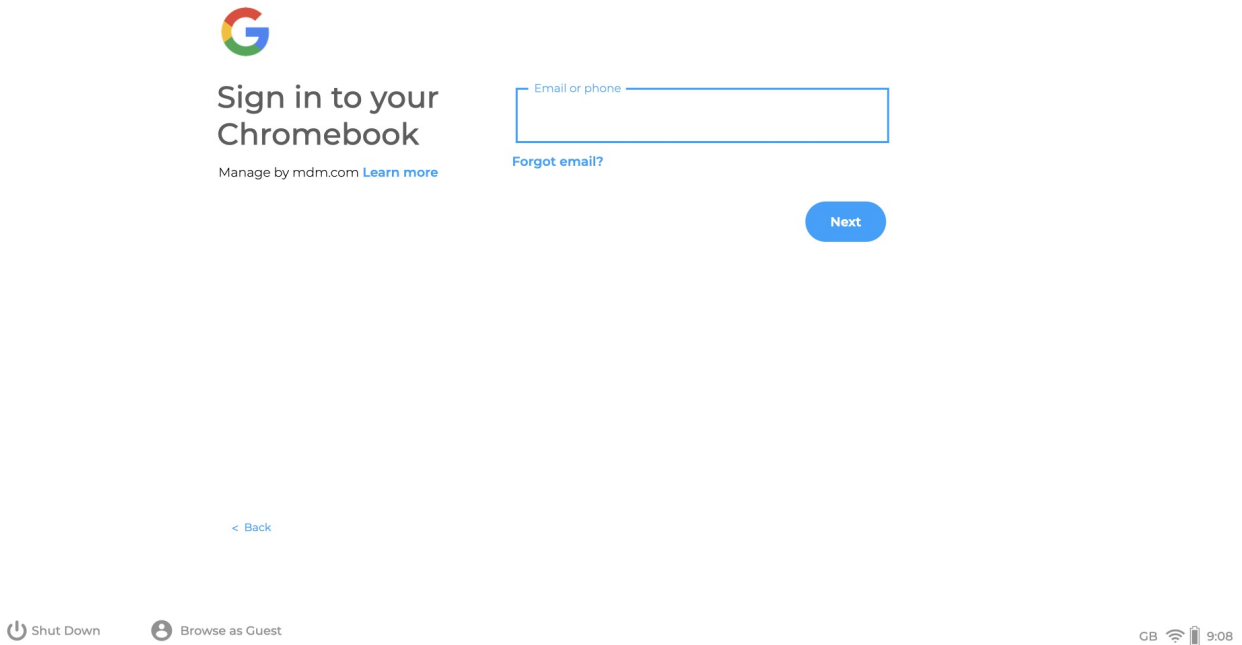 Sign in to your
Chromebook
Manage by mdm.com Learn more
Email or phone
Forgot email?
Next
< Back
Shut Down
Browse as Guest
GB 9:08